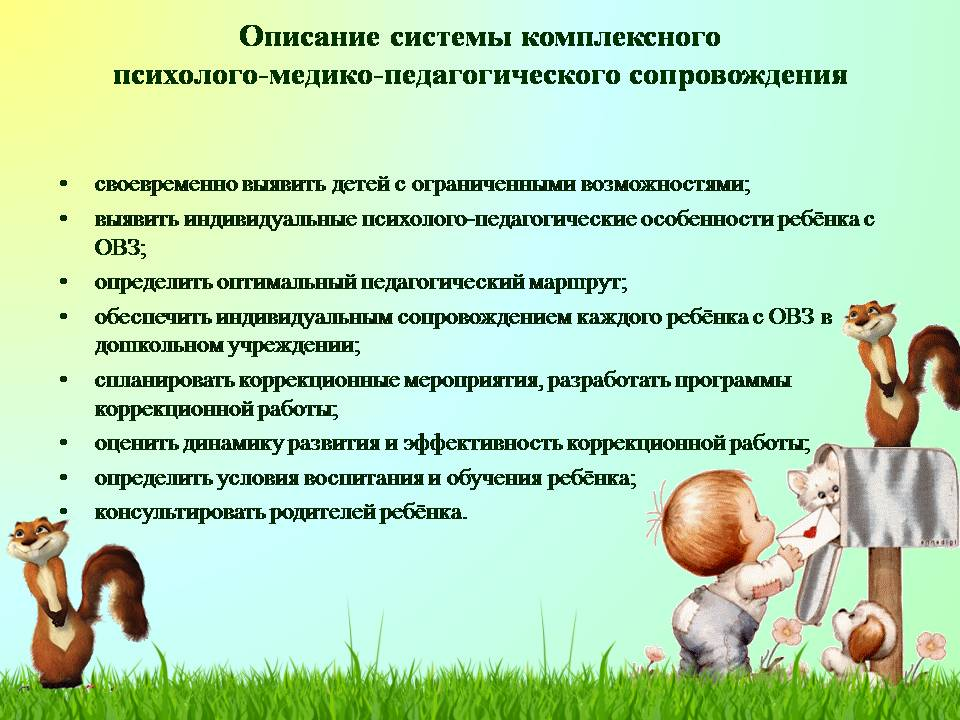 Описание системы комплексного
психолого-медико-педагогического сопровождения
• своевременно выявить детей с ограниченными возможностями;
• выявить индивидуальные психолого-педагогические особенности ребёнка с
ОВЗ;
• определить оптимальный педагогический маршрут;
• обеспечить индивидуальным сопровождением каждого ребёнка с ОВЗ в
дошкольном учреждении;
• спланировать коррекционные мероприятия, разработать программы
коррекционной работы;
• оценить динамику развития и эффективность коррекционной работы;
• определить условия воспитания и обучения ребёнка;
• консультировать родителей ребёнка.